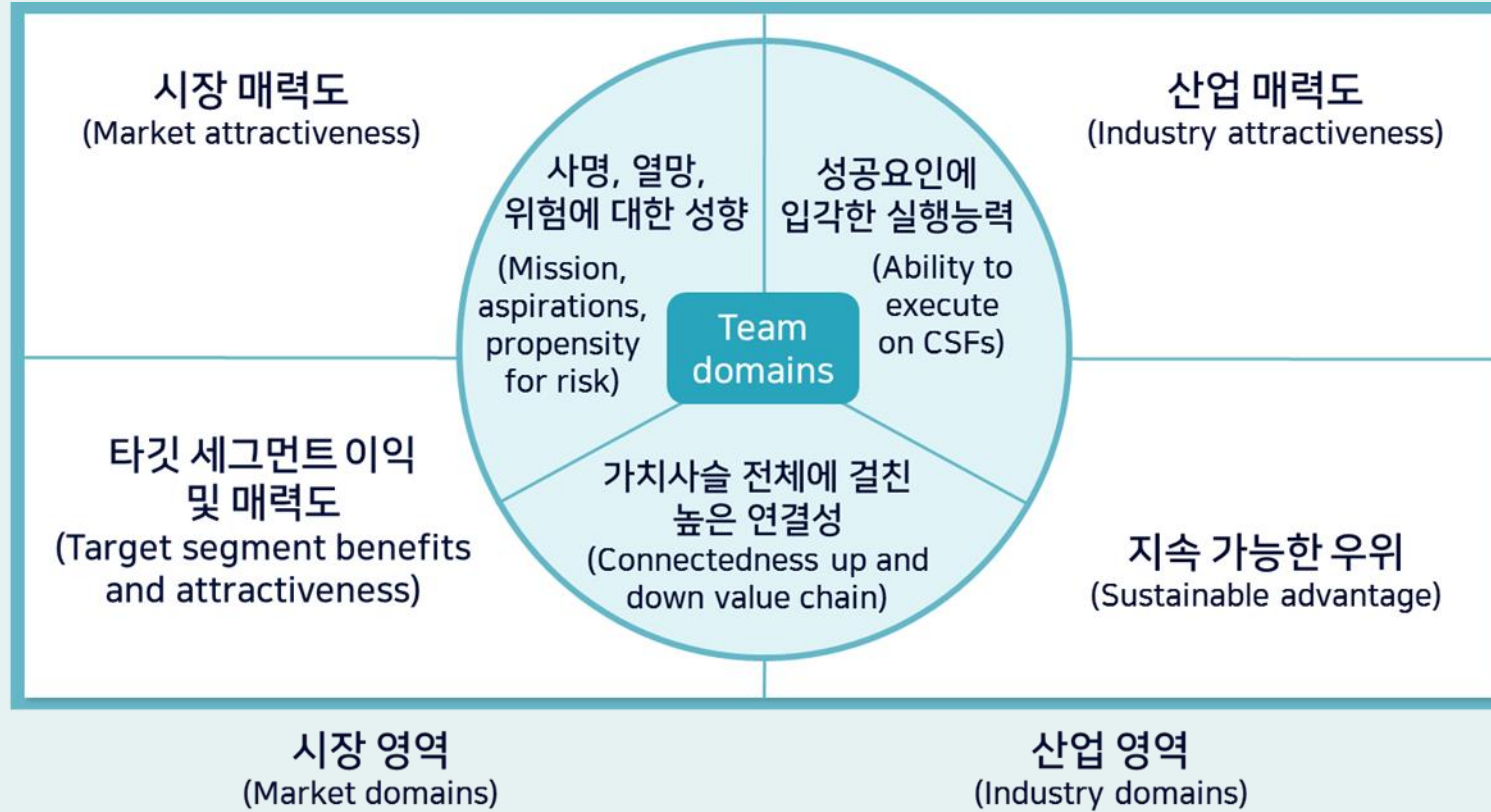 시장 매력도
(Market attractiveness)
산업 매력도
(Industry attractiveness)
사명, 열망,
위험에 대한 성향
(Mission,
aspirations,
propensity
for risk)
성공요인에
입각한 실행능력
(Ability to
execute
on CSFs)
Team
domains
타깃 세그먼트 이익
및 매력도
(Target segment benefits
and attractiveness)
가치사슬 전체에 걸친
높은 연결성
(Connectedness up and
down value chain)
지속 가능한 우위
(Sustainable advantage)
시장 영역
(Market domains)
산업 영역
(Industry domains)